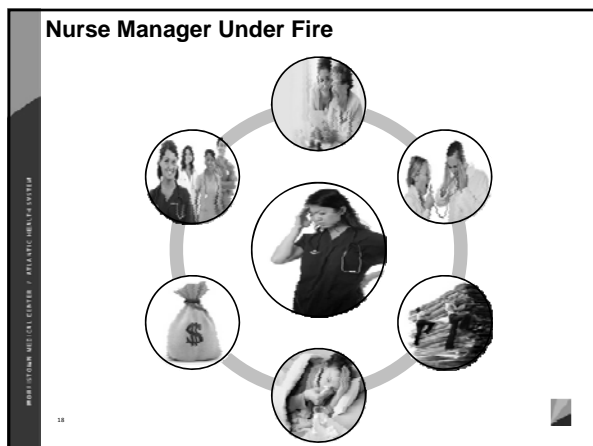 Nurse Manager Under Fire
MORRISTOWN MEDICAL CENTER / ATLANTIC HEALTH SYSTEM
$
18